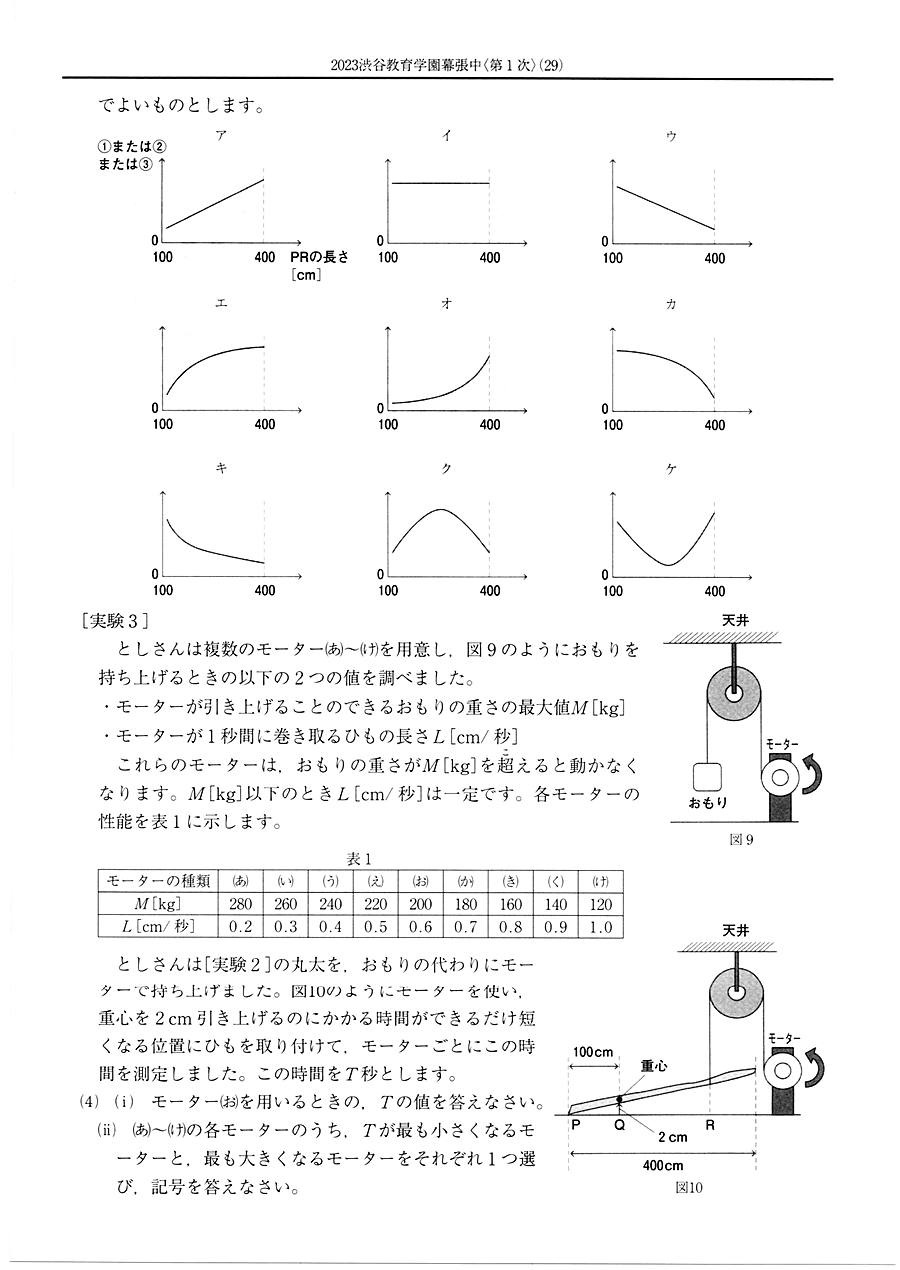 2023渋谷教育学園幕張中〈第1次〉(29)
でよいものとします。
ア
①または②
または③
0
100
400
PRの長さ
[cm]
イ
0
100
400
ウ
0
100
400
エ
0
100
400
オ
0
100
400
カ
0
100
400
キ
0
100
400
ク
0
100
400
ケ
0
100
400
[実験3]
としさんは複数のモーター(あ)~(け)を用意し，図9のようにおもりを
持ち上げるときの以下の2つの値を調べました。
・モーターが引き上げることのできるおもりの重さの最大値M[kg]
・モーターが1秒間に巻き取るひもの長さL[cm/秒]
これらのモーターは，おもりの重さがM[kg]を超こえると動かなく
なります。M[kg]以下のときL[cm/秒]は一定です。各モーターの
性能を表1に示します。
天井
モーター
おもり
図9
表1
モーターの種類 (あ) (い) (う) (え) (お) (か) (き) (く) (け)
M[kg] 280 260 240 220 200 180 160 140 120
L[cm/秒] 0.2 0.3 0.4 0.5 0.6 0.7 0.8 0.9 1.0
としさんは[実験2]の丸太を，おもりの代わりにモー
ターで持ち上げました。図10のようにモーターを使い，
重心を2cm引き上げるのにかかる時間ができるだけ短
くなる位置にひもを取り付けて，モーターごとにこの時
間を測定しました。この時間をT秒とします。
(4) (i) モーター(お)を用いるときの，Tの値を答えなさい。
(ii) (あ)~(け)の各モーターのうち，Tが最も小さくなるモ
ーターと，最も大きくなるモーターをそれぞれ1つ選
び，記号を答えなさい。
天井
モーター
100cm
重心
P
Q
R
2cm
400cm
図10